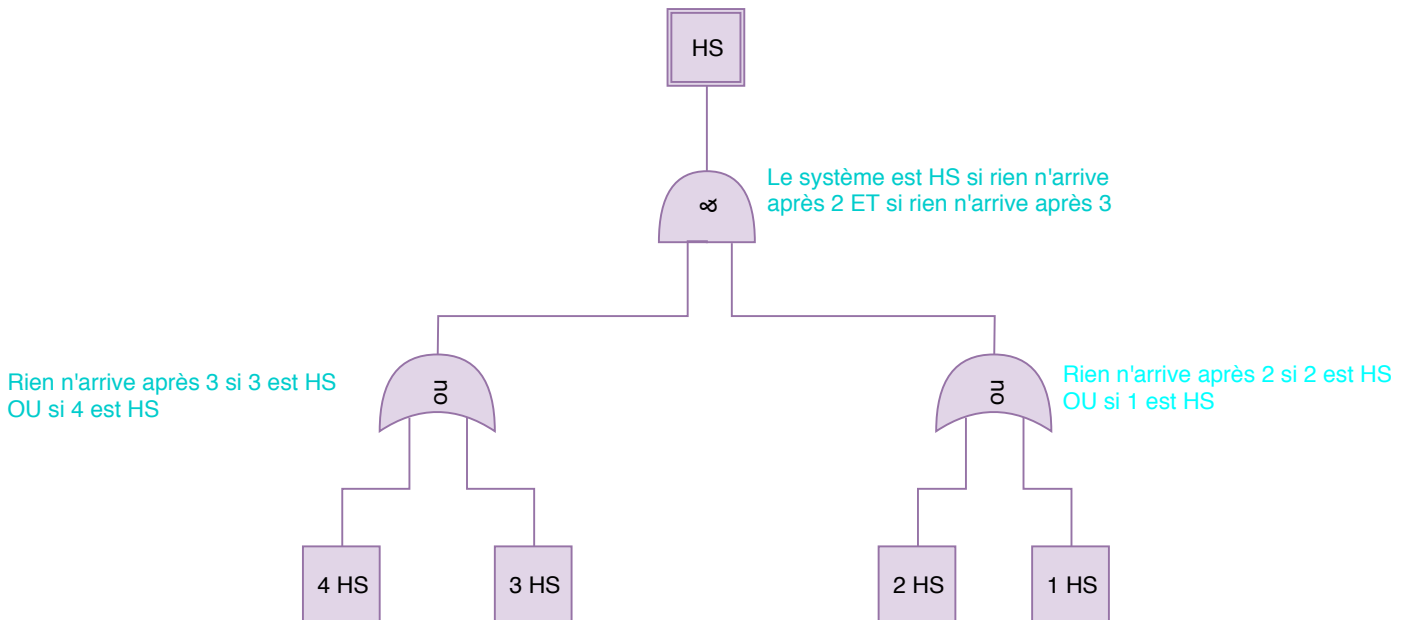 HS
Le système est HS si rien n'arrive
après 2 ET si rien n'arrive après 3
&
Rien n'arrive après 3 si 3 est HS
OU si 4 est HS
ou
ou
Rien n'arrive après 2 si 2 est HS
OU si 1 est HS
4 HS
3 HS
2 HS
1 HS